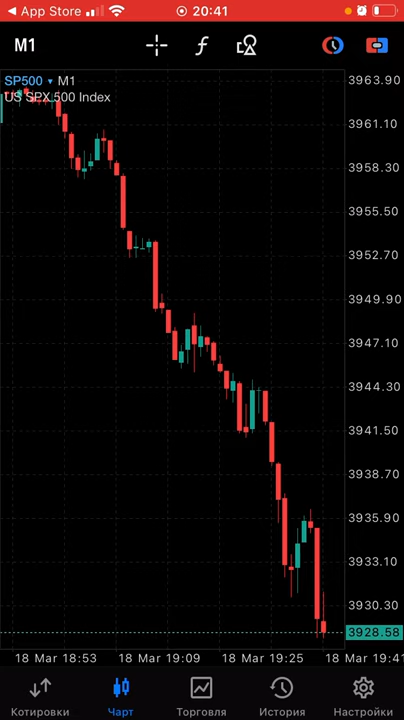 App Store
20:41
M1
SP500 M1
US SPX 500 Index
3963.90
3961.10
3958.30
3955.50
3952.70
3949.90
3947.10
3944.30
3941.50
3938.70
3935.90
3933.10
3930.30
3928.58
18 Mar 18:53 18 Mar 19:09 18 Mar 19:25 18 Mar 19:41
Котировки Чарт Торговля История Настройки